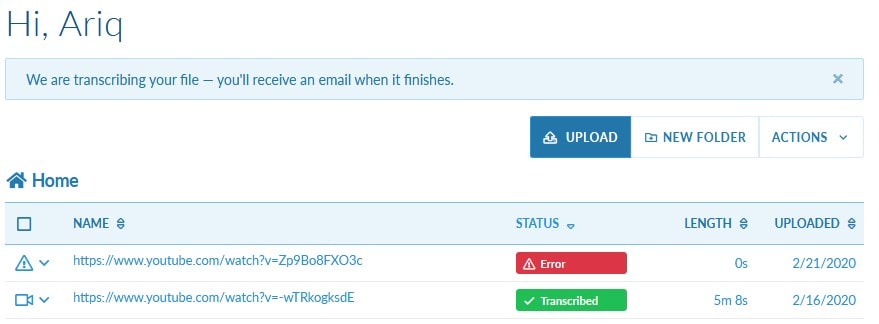 Hi, Ariq
We are transcribing your file — you'll receive an email when it finishes.
UPLOAD NEW FOLDER ACTIONS
Home
NAME STATUS LENGTH UPLOADED
https://www.youtube.com/watch?v=Zp9Bo8FXO3c Error 0s 2/21/2020
https://www.youtube.com/watch?v=-wTRkogksdE Transcribed 5m 8s 2/16/2020